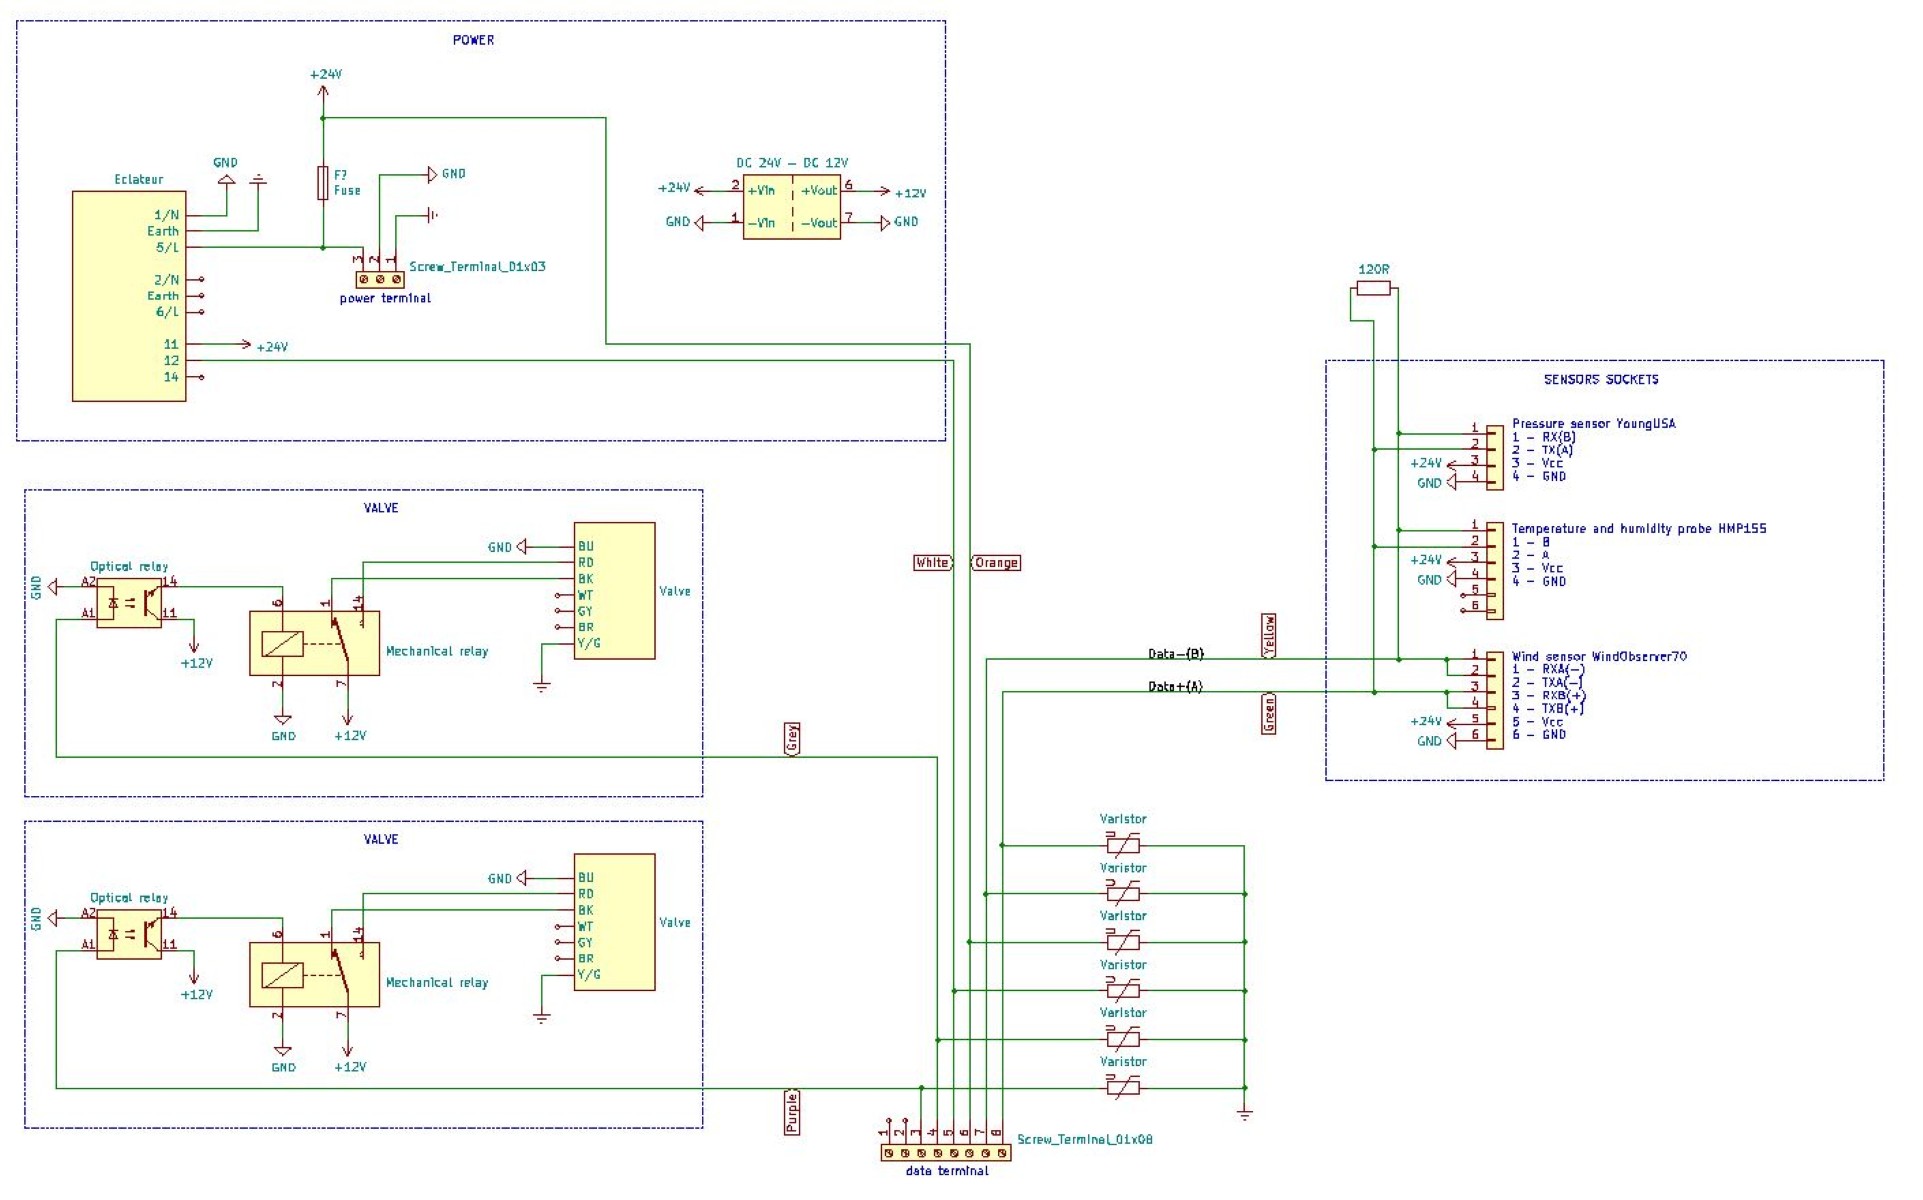 POWER
+24V
GND
Eclateur
F?
Fuse
GND
DC 24V - DC 12V
+24V
2
+Vin
+Vout
6
+12V
GND
1
-Vin
-Vout
7
GND
1/N
Earth
5/L
2/N
Earth
6/L
11
+24V
12
14
3
2
1
Screw_Terminal_01x03
power terminal
120R
SENSORS SOCKETS
1
2
+24V
3
GND
4
Pressure sensor YoungUSA
1 - RX(B)
2 - TX(A)
3 - Vcc
4 - GND
1
2
+24V
3
GND
4
5
6
Temperature and humidity probe HMP155
1 - B
2 - A
3 - Vcc
4 - GND
1
2
3
4
+24V
5
GND
6
Wind sensor WindObserver70
1 - RXA(-)
2 - TXA(-)
3 - RXB(+)
4 - TXB(+)
5 - Vcc
6 - GND
White
Orange
Yellow
Data-(B)
Data+(A)
Green
VALVE
Optical relay
GND
A2
14
A1
11
+12V
6
1
14
Mechanical relay
2
7
GND
+12V
GND
BU
RD
BK
WT
GY
BR
Y/G
Valve
Grey
VALVE
Optical relay
GND
A2
14
A1
11
+12V
6
1
14
Mechanical relay
2
7
GND
+12V
GND
BU
RD
BK
WT
GY
BR
Y/G
Valve
Purple
Varistor
U
Varistor
U
Varistor
U
Varistor
U
Varistor
U
Varistor
U
1
2
3
4
5
6
7
8
Screw_Terminal_01x08
data terminal